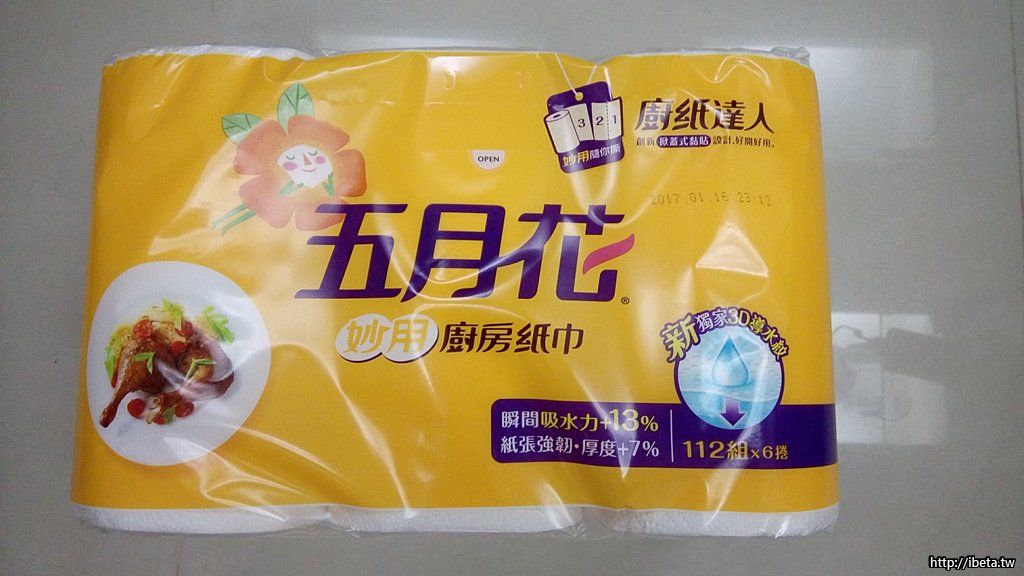 OPEN
3 2 1
妙用隨你撕
廚紙達人
創新 掀蓋式黏貼 設計,好開好用。
2017.01.16 23:12
五月花®
妙用 廚房紙巾
新 獨家3D導水紋
瞬間吸水力+13%
紙張強韌·厚度+7%
112組x6捲
http://ibeta.tw